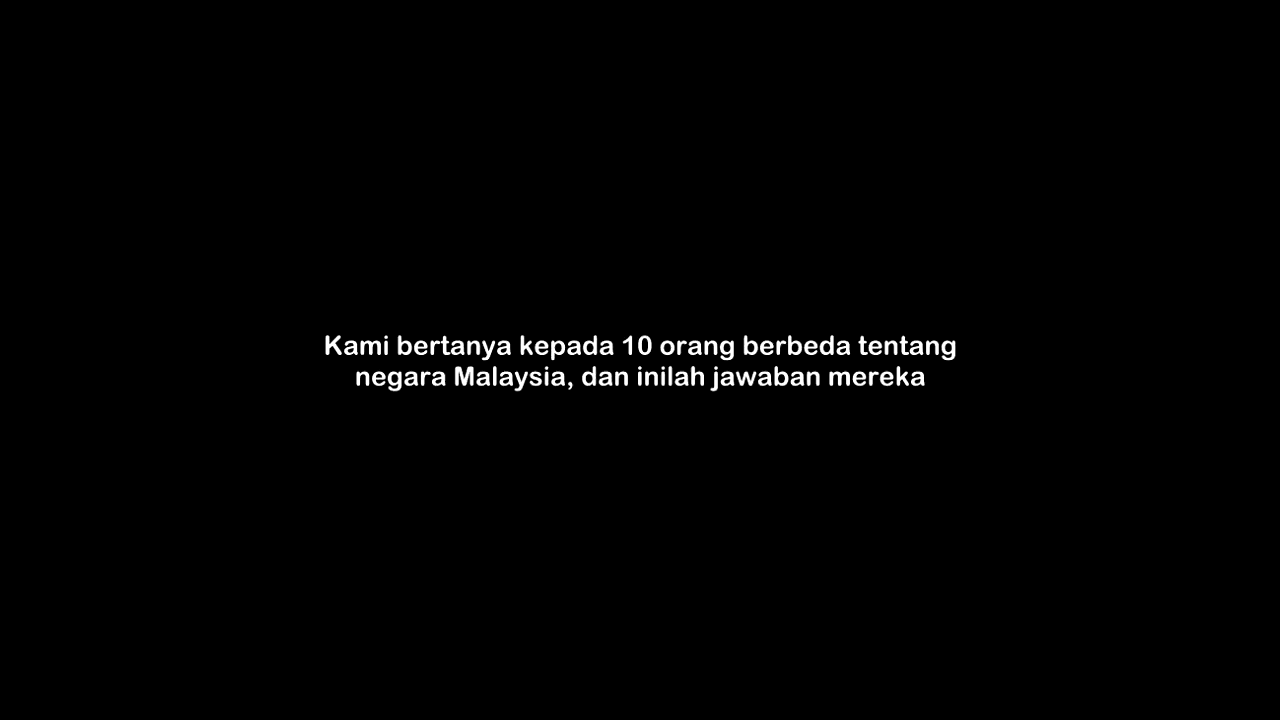 Kami bertanya kepada 10 orang berbeda tentang
negara Malaysia, dan inilah jawaban mereka